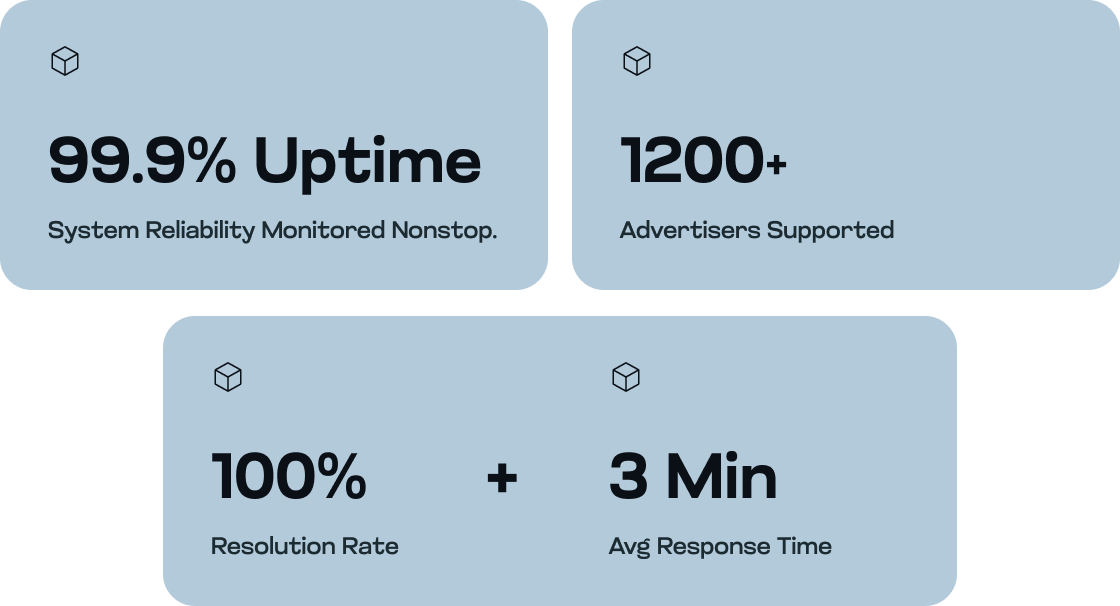 99.9% Uptime
System Reliability Monitored Nonstop.
1200+
Advertisers Supported
100%
Resolution Rate
+
3 Min
Avg Response Time